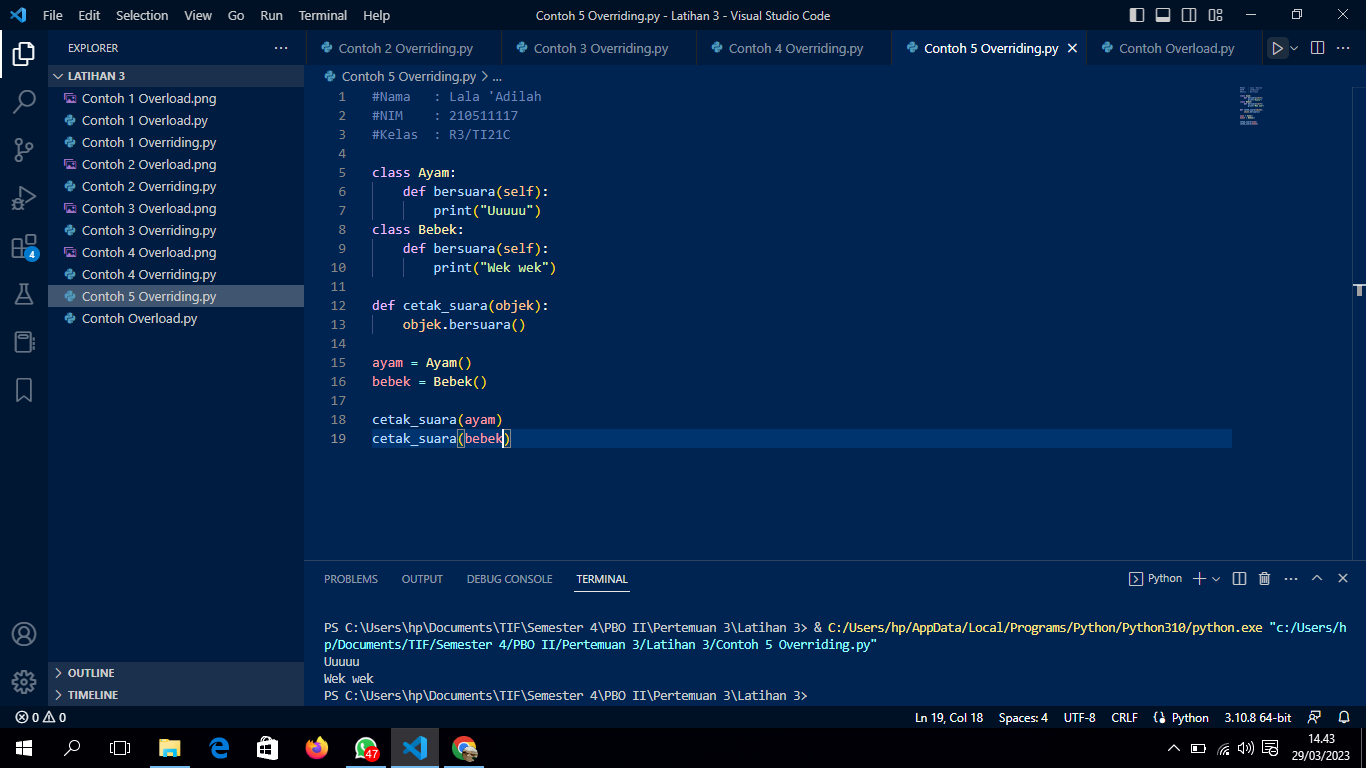 File Edit Selection View Go Run Terminal Help Contoh 5 Overriding.py - Latihan 3 - Visual Studio Code
EXPLORER
Contoh 2 Overriding.py Contoh 3 Overriding.py Contoh 4 Overriding.py Contoh 5 Overriding.py Contoh Overload.py
LATIHAN 3
Contoh 1 Overload.png
Contoh 1 Overload.py
Contoh 1 Overriding.py
Contoh 2 Overload.png
Contoh 2 Overriding.py
Contoh 3 Overload.png
Contoh 3 Overriding.py
Contoh 4 Overload.png
Contoh 4 Overriding.py
Contoh 5 Overriding.py
Contoh Overload.py
4
OUTLINE
TIMELINE
Contoh 5 Overriding.py > ...
1 #Nama   : Lala 'Adilah
2 #NIM    : 210511117
3 #Kelas  : R3/TI21C
4
5 class Ayam:
6     def bersuara(self):
7         print("Uuuuu")
8 class Bebek:
9     def bersuara(self):
10         print("Wek wek")
11
12 def cetak_suara(objek):
13     objek.bersuara()
14
15 ayam = Ayam()
16 bebek = Bebek()
17
18 cetak_suara(ayam)
19 cetak_suara(bebek)
PROBLEMS OUTPUT DEBUG CONSOLE TERMINAL Python
PS C:\Users\hp\Documents\TIF\Semester 4\PBO II\Pertemuan 3\Latihan 3> & C:/Users/hp/AppData/Local/Programs/Python/Python310/python.exe "c:/Users/h
p/Documents/TIF/Semester 4/PBO II/Pertemuan 3/Latihan 3/Contoh 5 Overriding.py"
Uuuuu
Wek wek
PS C:\Users\hp\Documents\TIF\Semester 4\PBO II\Pertemuan 3\Latihan 3>
0 0 Ln 19, Col 18 Spaces: 4 UTF-8 CRLF Python 3.10.8 64-bit
47
14.43
29/03/2023